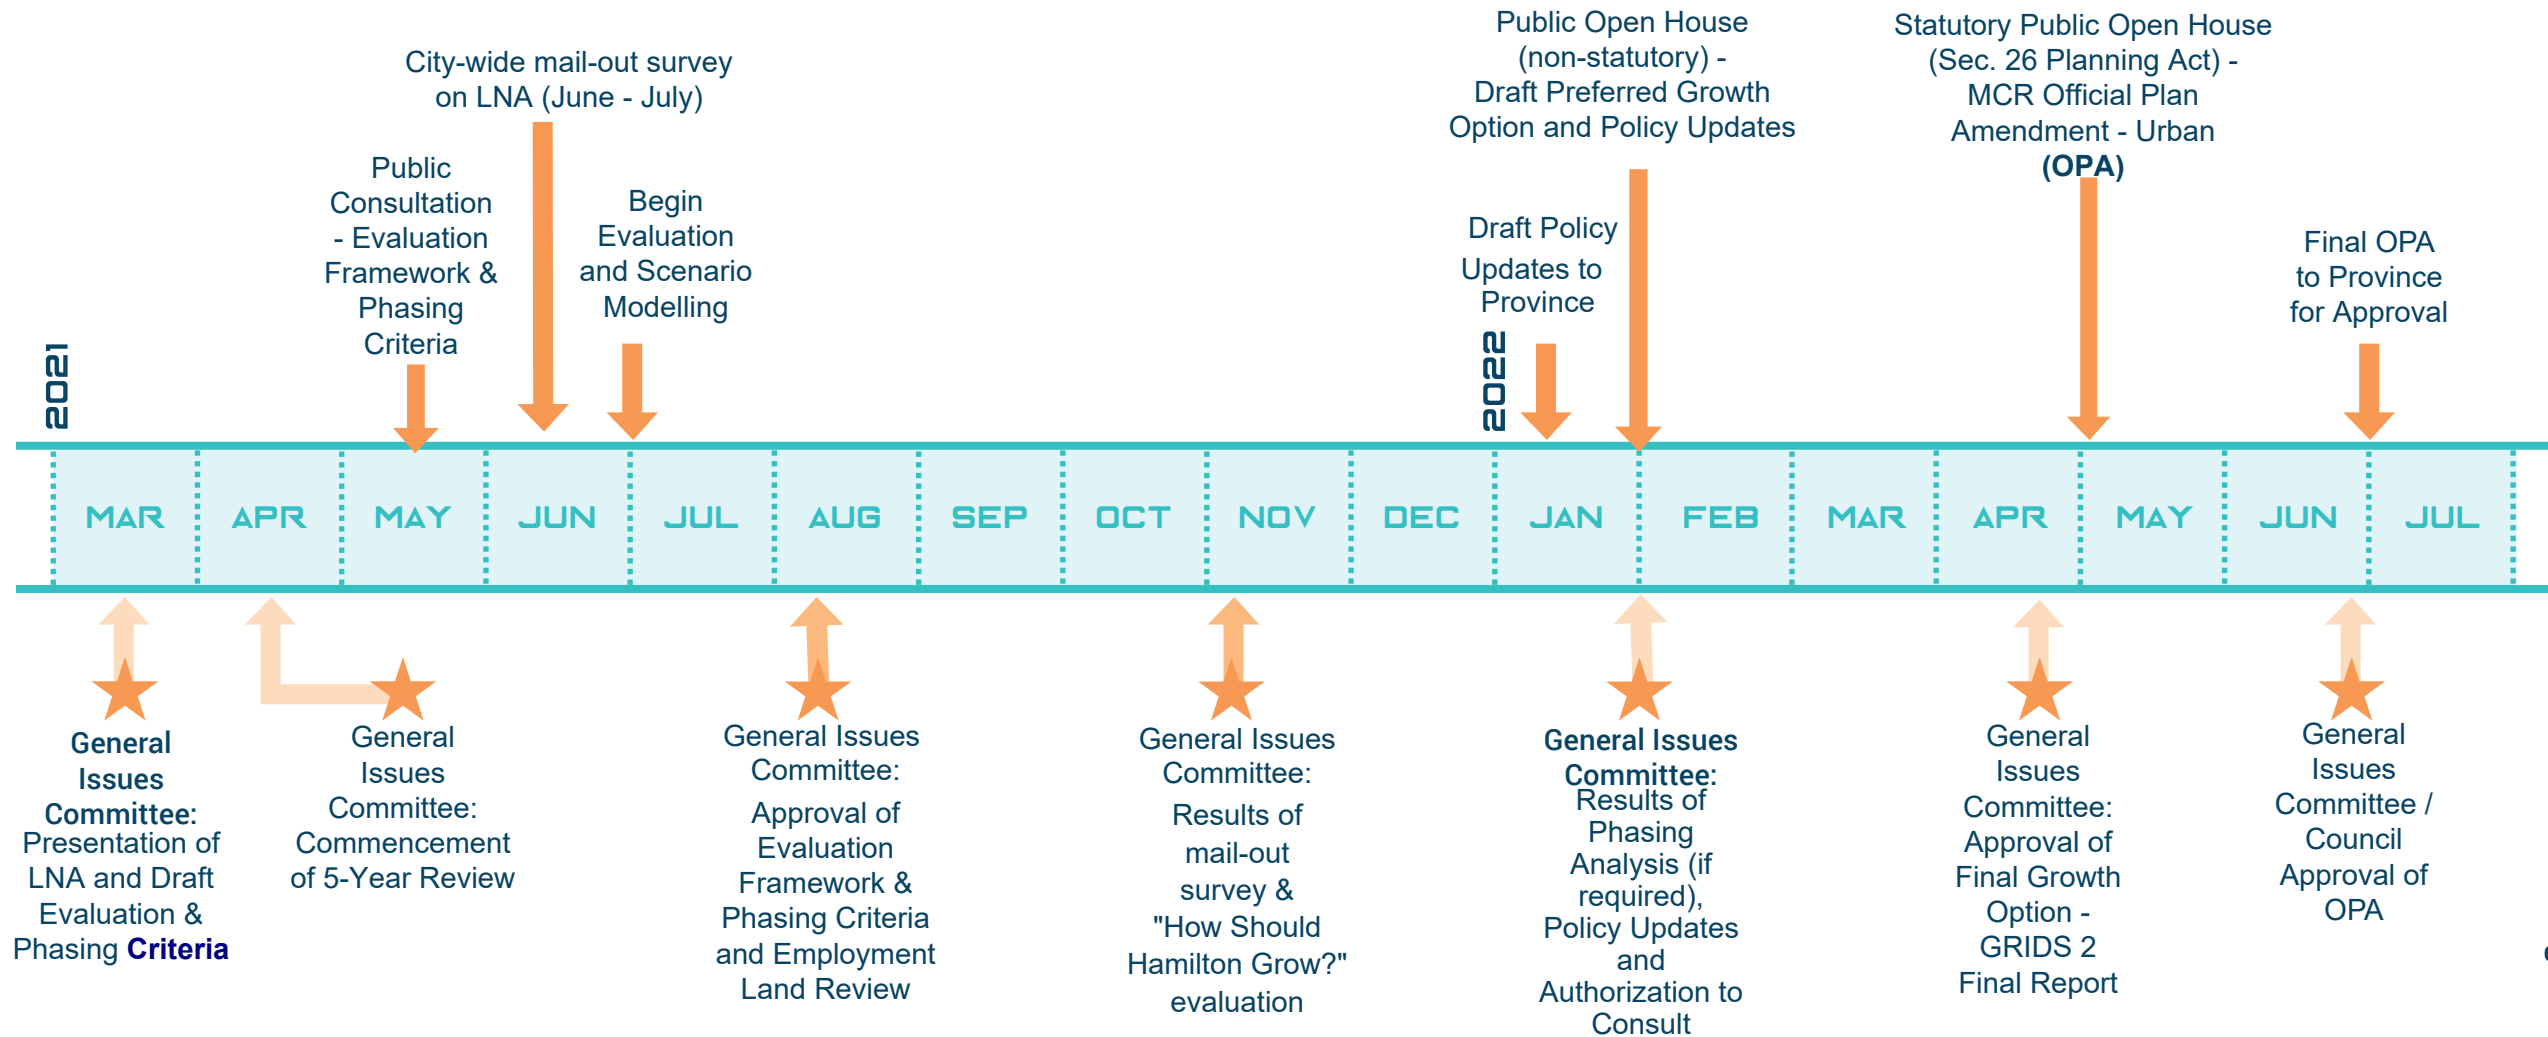 City-wide mail-out survey
on LNA (June - July)
Public
Consultation
- Evaluation
Framework &
Phasing
Criteria
Begin
Evaluation
and Scenario
Modelling
Public Open House
(non-statutory) -
Draft Preferred Growth
Option and Policy Updates
Draft Policy
Updates to
Province
Statutory Public Open House
(Sec. 26 Planning Act) -
MCR Official Plan
Amendment - Urban
(OPA)
Final OPA
to Province
for Approval
2021
2022
MAR APR MAY JUN JUL AUG SEP OCT NOV DEC JAN FEB MAR APR MAY JUN JUL
General
Issues
Committee:
Presentation of
LNA and Draft
Evaluation &
Phasing Criteria
General
Issues
Committee:
Commencement
of 5-Year Review
General Issues
Committee:
Approval of
Evaluation
Framework &
Phasing Criteria
and Employment
Land Review
General Issues
Committee:
Results of
mail-out
survey &
"How Should
Hamilton Grow?"
evaluation
General Issues
Committee:
Results of
Phasing
Analysis (if
required),
Policy Updates
and
Authorization to
Consult
General
Issues
Committee:
Approval of
Final Growth
Option -
GRIDS 2
Final Report
General
Issues
Committee /
Council
Approval of
OPA